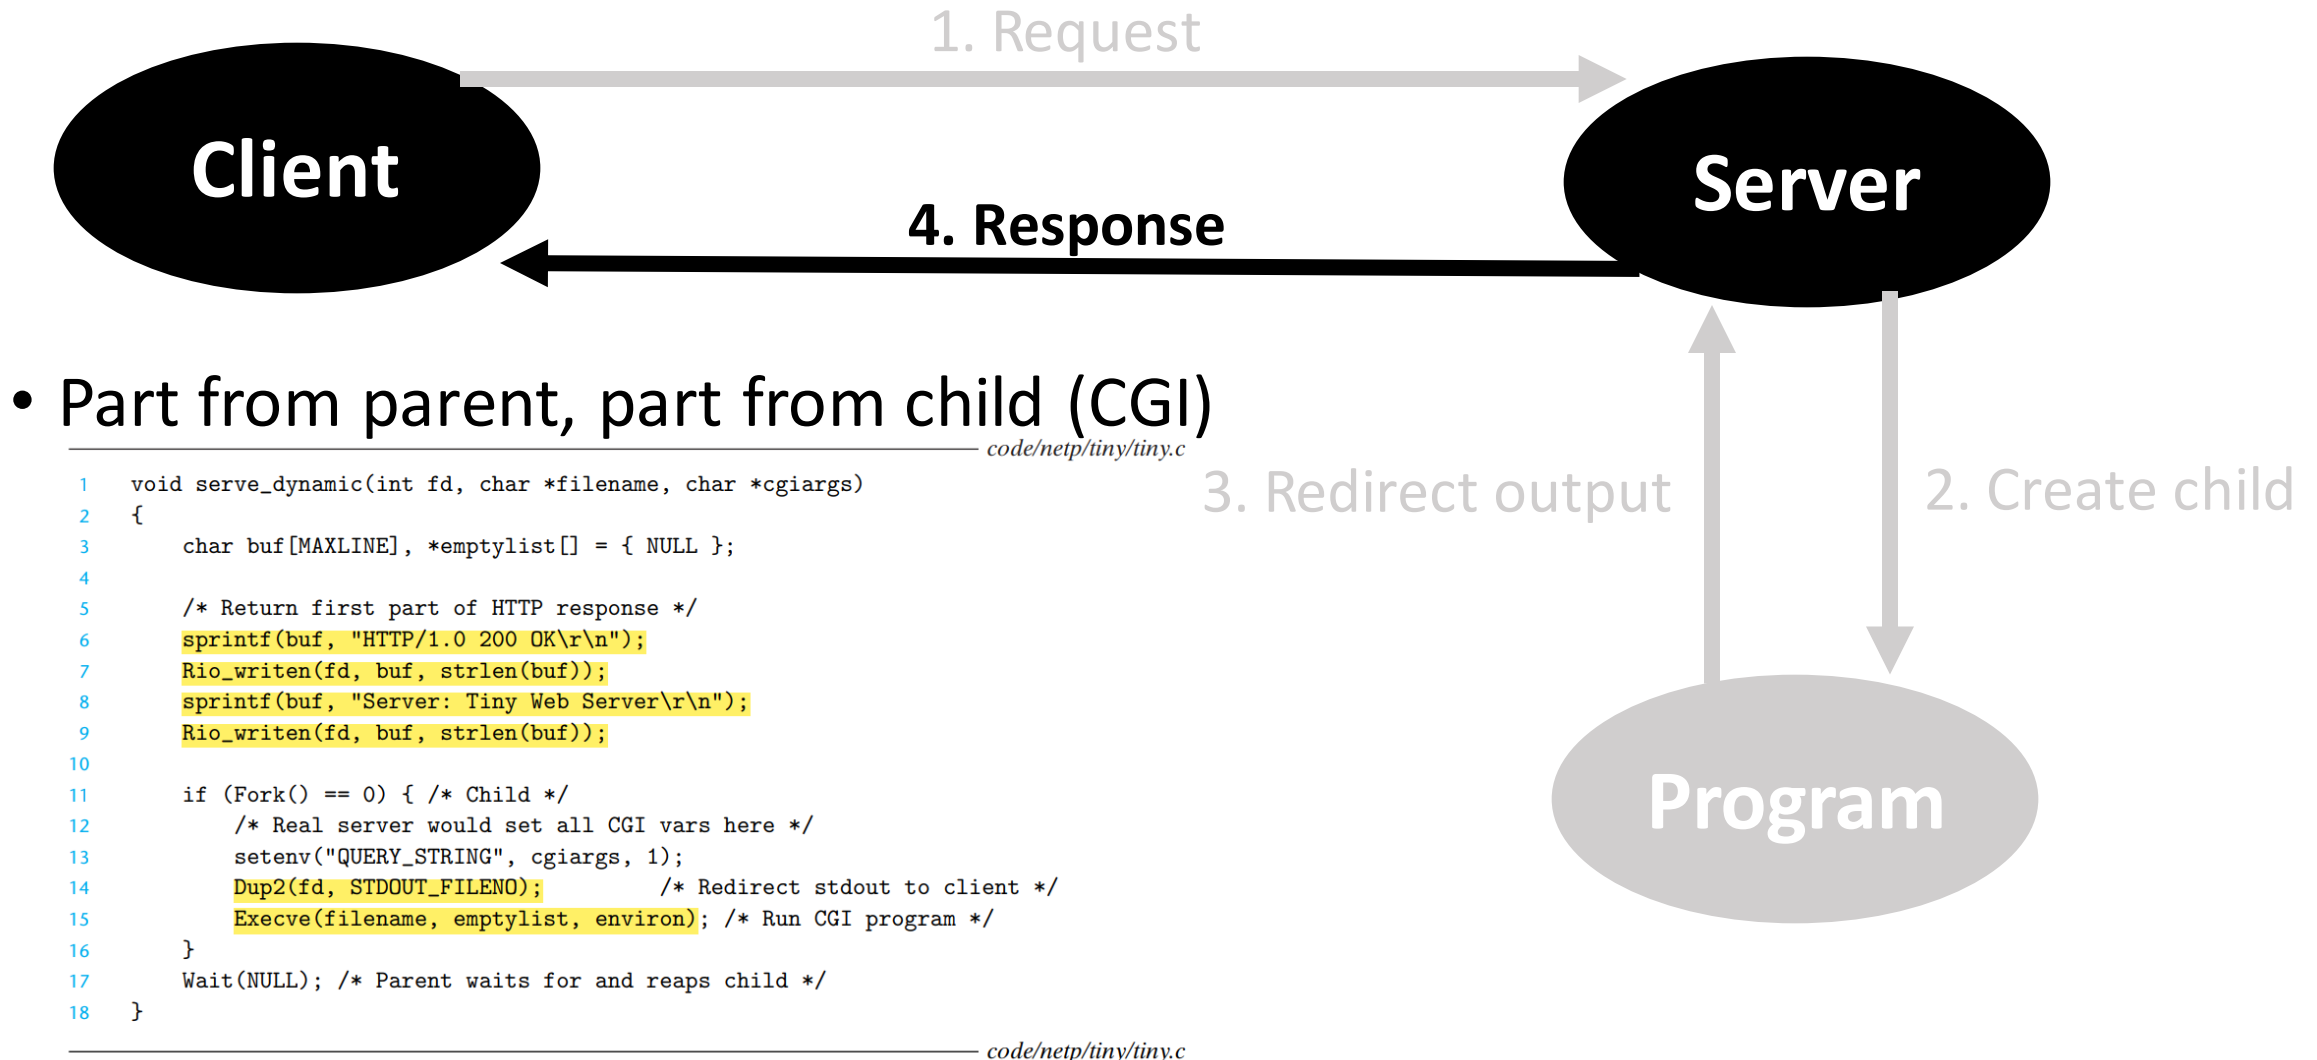 1. Request
Client
Server
4. Response
• Part from parent, part from child (CGI)
code/netp/tiny/tiny.c
3. Redirect output
2. Create child
1 void serve_dynamic(int fd, char *filename, char *cgiargs)
2 {
3 char buf[MAXLINE], *emptylist[] = { NULL };
4
5 /* Return first part of HTTP response */
6 sprintf(buf, "HTTP/1.0 200 OK\r\n");
7 Rio_writen(fd, buf, strlen(buf));
8 sprintf(buf, "Server: Tiny Web Server\r\n");
9 Rio_writen(fd, buf, strlen(buf));
10
11 if (Fork() == 0) { /* Child */
12 /* Real server would set all CGI vars here */
13 setenv("QUERY_STRING", cgiargs, 1);
14 Dup2(fd, STDOUT_FILENO); /* Redirect stdout to client */
15 Execve(filename, emptylist, environ); /* Run CGI program */
16 }
17 Wait(NULL); /* Parent waits for and reaps child */
18 }
Program
code/netp/tiny/tiny.c